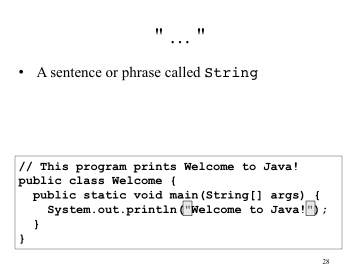 " ... "
• A sentence or phrase called String
// This program prints Welcome to Java!
public class Welcome {
  public static void main(String[] args) {
    System.out.println("Welcome to Java!");
  }
}
28